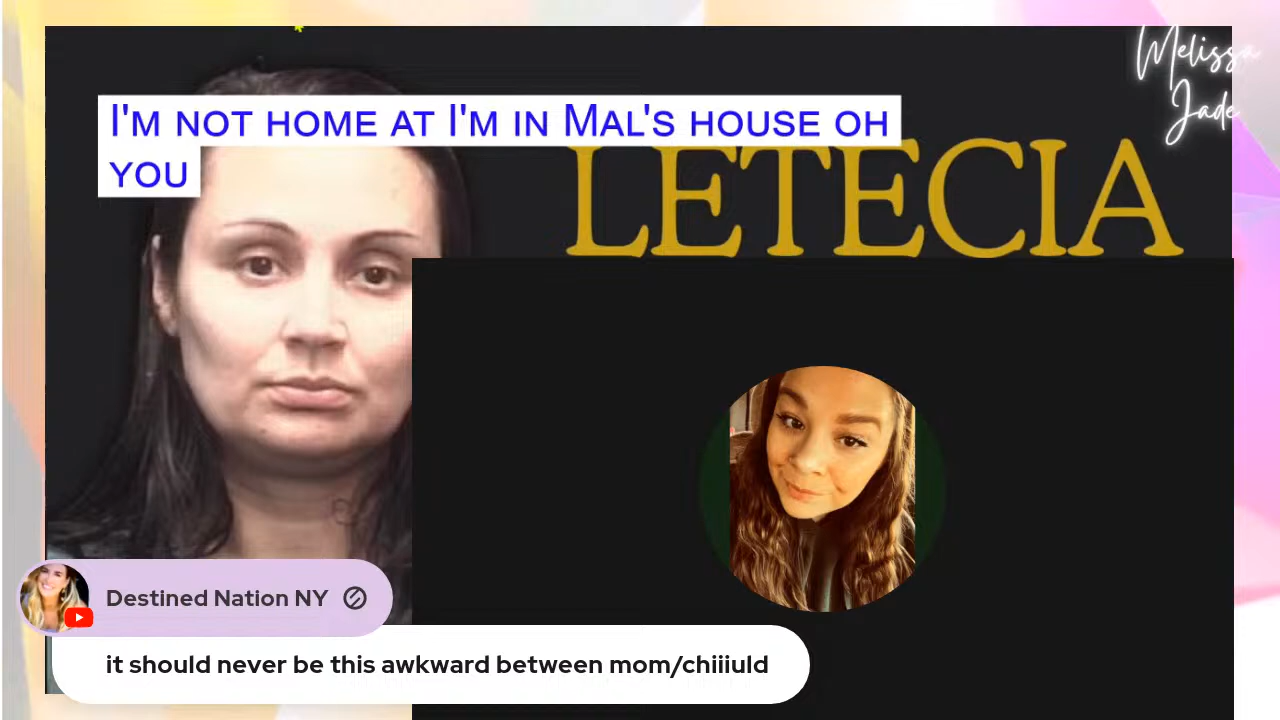 Melissa
Jade
I'M NOT HOME AT I'M IN MAL'S HOUSE OH
YOU
LETECIA
Destined Nation NY
it should never be this awkward between mom/chiiiuld